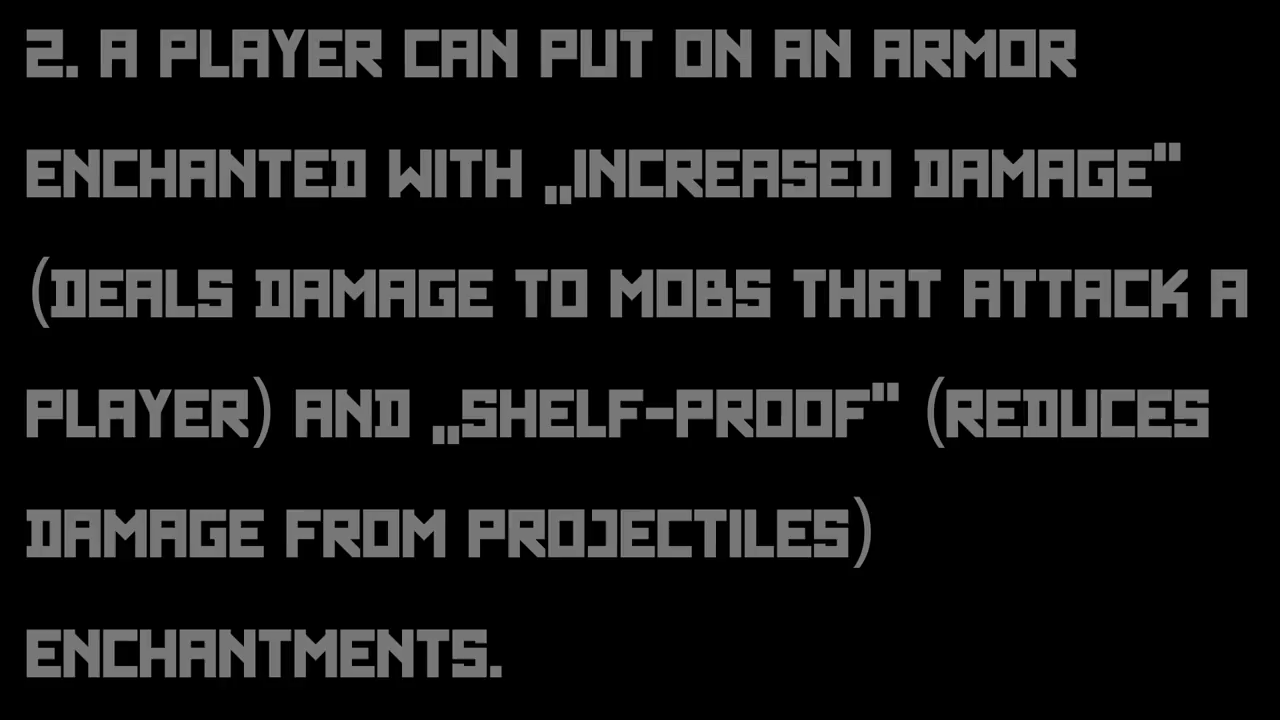 2. A PLAYER CAN PUT ON AN ARMOR
ENCHANTED WITH „INCREASED DAMAGE"
(DEALS DAMAGE TO MOBS THAT ATTACK A
PLAYER) AND „SHELF-PROOF" (REDUCES
DAMAGE FROM PROJECTILES)
ENCHANTMENTS.